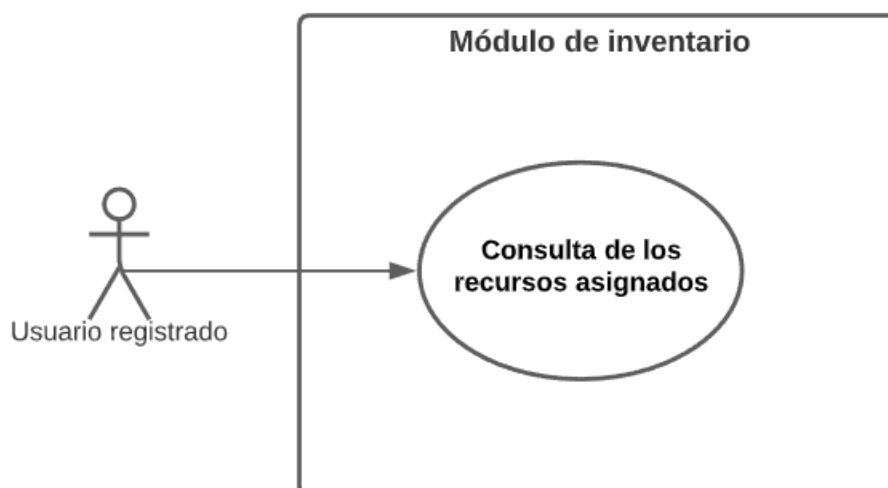 Módulo de inventario
Consulta de los
recursos asignados
Usuario registrado